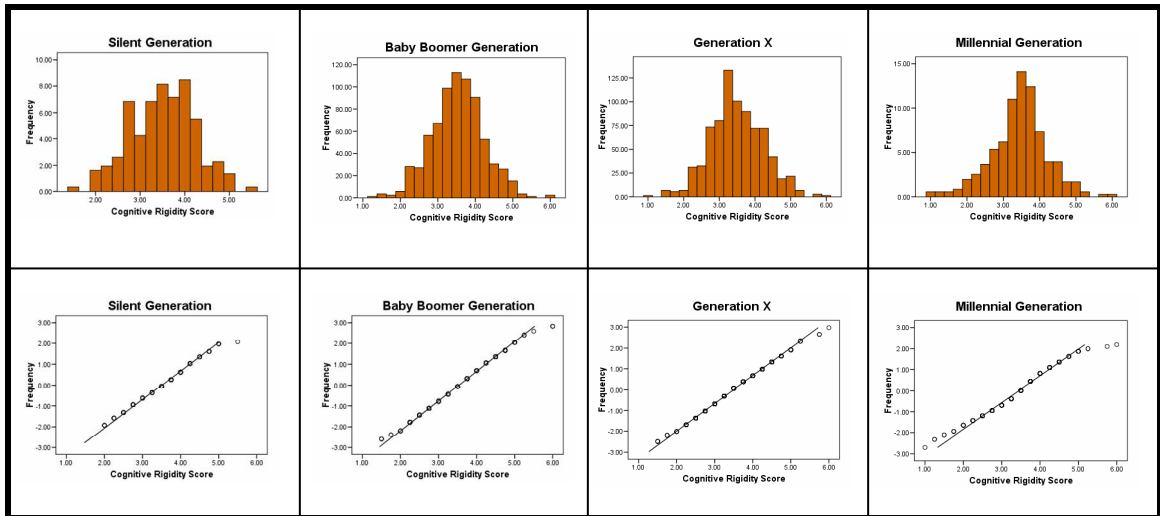 Silent Generation
10.00
8.00
6.00
4.00
2.00
0.00
Frequency
2.00 3.00 4.00 5.00
Cognitive Rigidity Score
Baby Boomer Generation
120.00
100.00
80.00
60.00
40.00
20.00
0.00
Frequency
1.00 2.00 3.00 4.00 5.00 6.00
Cognitive Rigidity Score
Generation X
125.00
100.00
75.00
50.00
25.00
0.00
Frequency
1.00 2.00 3.00 4.00 5.00 6.00
Cognitive Rigidity Score
Millennial Generation
15.00
10.00
5.00
0.00
Frequency
1.00 2.00 3.00 4.00 5.00 6.00
Cognitive Rigidity Score
Silent Generation
3.00
2.00
1.00
0.00
-1.00
-2.00
-3.00
Frequency
1.00 2.00 3.00 4.00 5.00 6.00
Cognitive Rigidity Score
Baby Boomer Generation
3.00
2.00
1.00
0.00
-1.00
-2.00
-3.00
Frequency
1.00 2.00 3.00 4.00 5.00 6.00
Cognitive Rigidity Score
Generation X
3.00
2.00
1.00
0.00
-1.00
-2.00
-3.00
Frequency
1.00 2.00 3.00 4.00 5.00 6.00
Cognitive Rigidity Score
Millennial Generation
3.00
2.00
1.00
0.00
-1.00
-2.00
-3.00
Frequency
1.00 2.00 3.00 4.00 5.00 6.00
Cognitive Rigidity Score